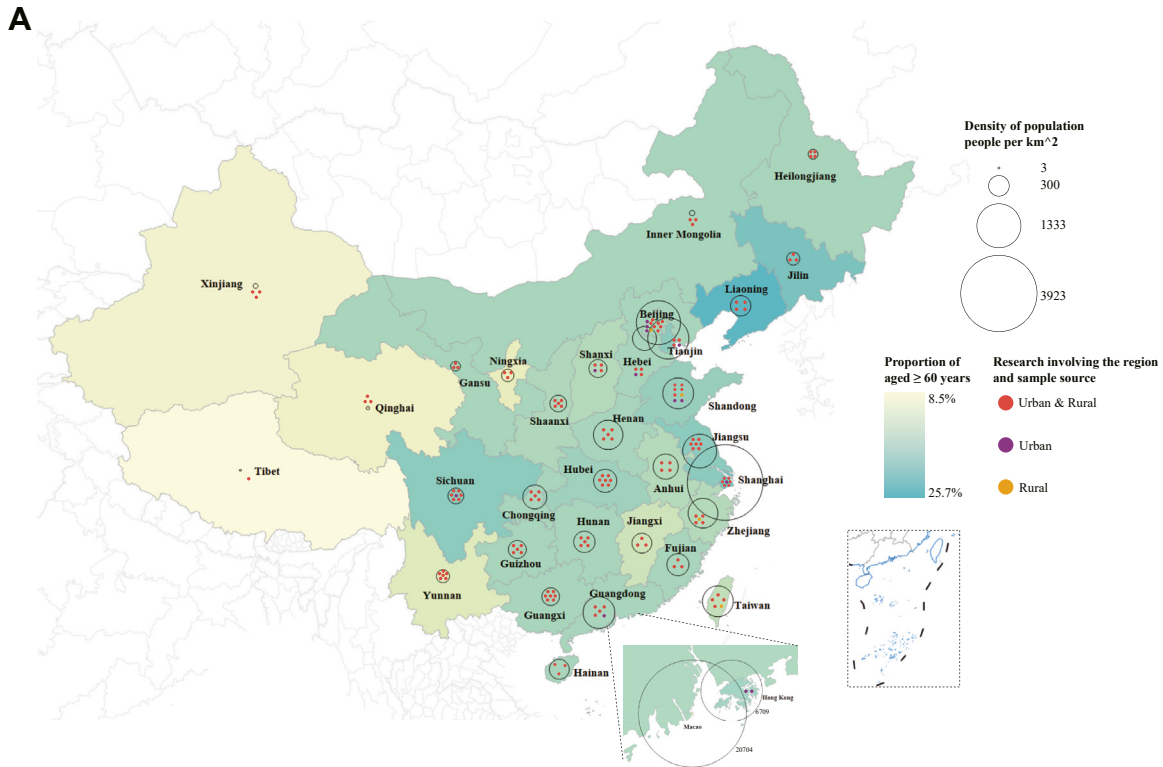 A
Density of population
people per km^2
3
300
1333
3923
Heilongjiang
Inner Mongolia
Jilin
Xinjiang
Liaoning
Beijing
Tianjin
Ningxia
Shanxi
Hebei
Gansu
Proportion of
aged ≥ 60 years
8.5%
25.7%
Research involving the region
and sample source
Urban & Rural
Urban
Rural
Qinghai
Shaanxi
Henan
Shandong
Jiangsu
Tibet
Sichuan
Hubei
Anhui
Shanghai
Chongqing
Hunan
Jiangxi
Zhejiang
Guizhou
Fujian
Yunnan
Guangxi
Guangdong
Taiwan
Hainan
Hong Kong
6709
Macao
20704